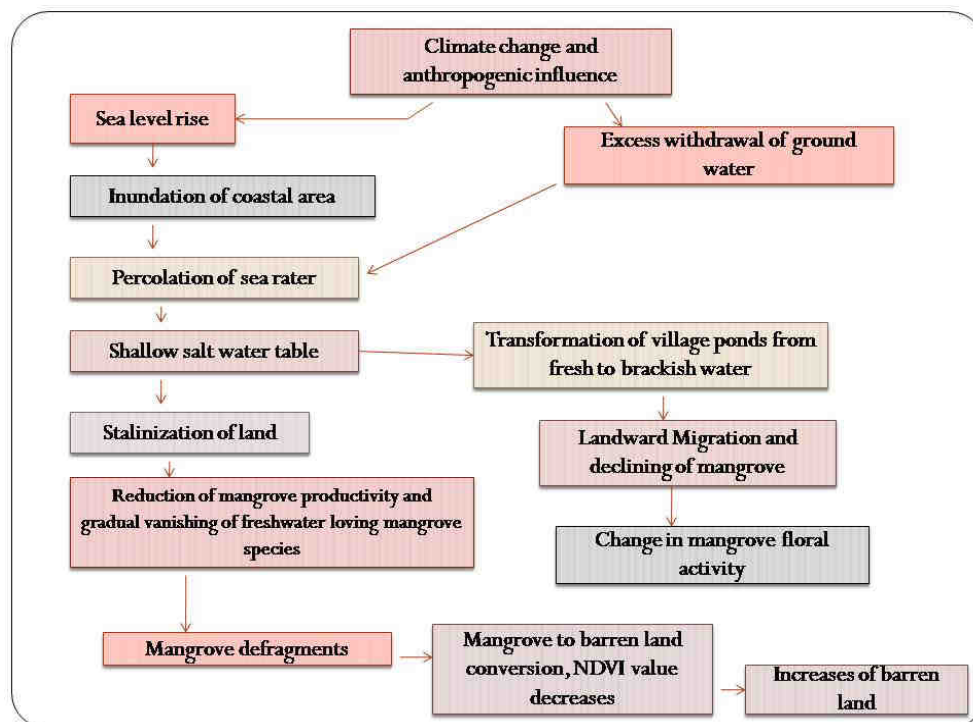 Climate change and
anthropogenic influence
Sea level rise
Excess withdrawal of ground
water
Inundation of coastal area
Percolation of sea rater
Shallow salt water table
Transformation of village ponds from
fresh to brackish water
Stalinization of land
Landward Migration and
declining of mangrove
Reduction of mangrove productivity and
gradual vanishing of freshwater loving mangrove
species
Change in mangrove floral
activity
Mangrove defragments
Mangrove to barren land
conversion, NDVI value
decreases
Increases of barren
land